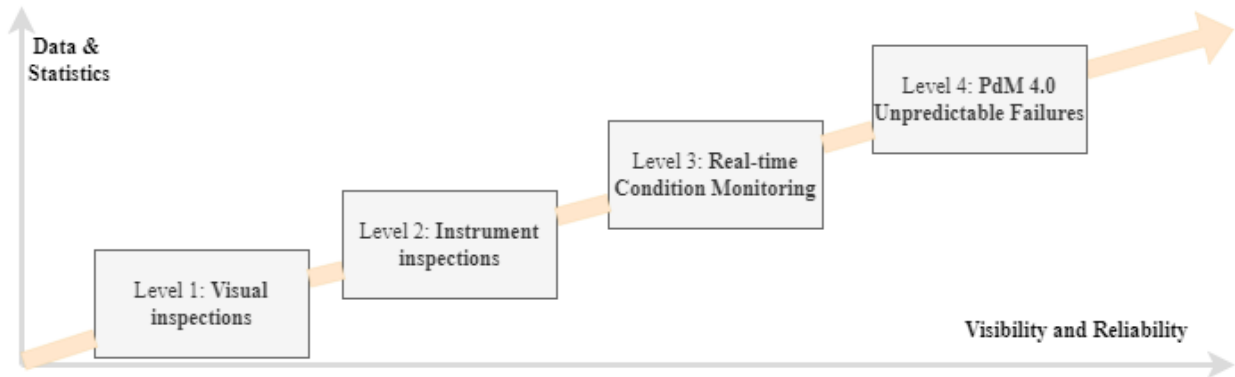 Data &
Statistics
Level 4: PdM 4.0
Unpredictable Failures
Level 3: Real-time
Condition Monitoring
Level 2: Instrument
inspections
Level 1: Visual
inspections
Visibility and Reliability